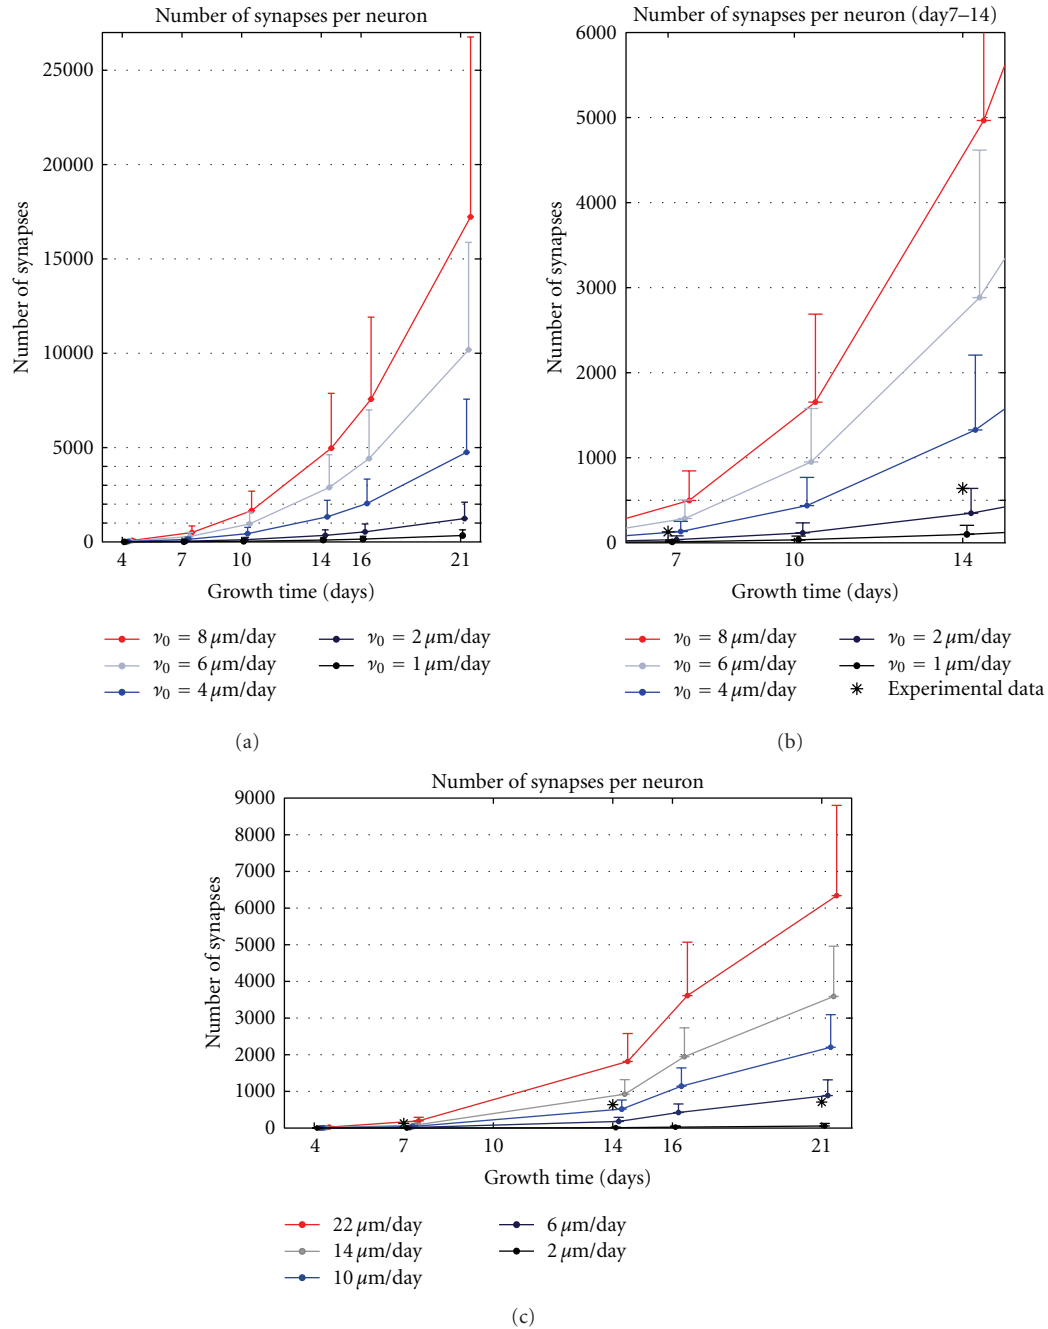 Number of synapses per neuron
25000
20000
15000
10000
5000
0
Number of synapses
4 7 10 14 16 21
Growth time (days)
ν0 = 8 μm/day
ν0 = 6 μm/day
ν0 = 4 μm/day
ν0 = 2 μm/day
ν0 = 1 μm/day
(a)
Number of synapses per neuron (day7–14)
6000
5000
4000
3000
2000
1000
0
Number of synapses
7 10 14
Growth time (days)
ν0 = 8 μm/day
ν0 = 6 μm/day
ν0 = 4 μm/day
ν0 = 2 μm/day
ν0 = 1 μm/day
Experimental data
(b)
Number of synapses per neuron
9000
8000
7000
6000
5000
4000
3000
2000
1000
0
Number of synapses
4 7 10 14 16 21
Growth time (days)
22 μm/day
14 μm/day
10 μm/day
6 μm/day
2 μm/day
(c)